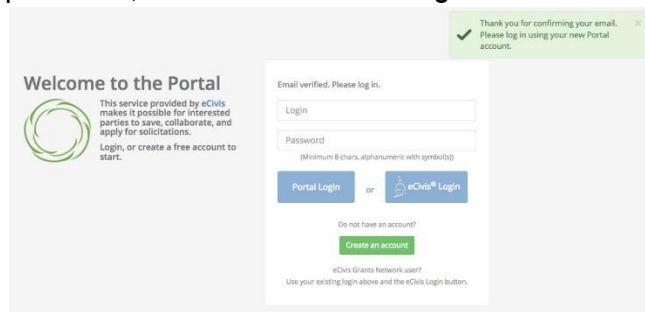 Thank you for confirming your email.
Please log in using your new Portal
account.
Welcome to the Portal
This service provided by eCivis
makes it possible for interested
parties to save, collaborate, and
apply for solicitations.
Login, or create a free account to
start.
Email verified. Please log in.
Login
Password
(Minimum 8 chars, alphanumeric with symbol(s))
Portal Login or eCivis® Login
Do not have an account?
Create an account
eCivis Grants Network user?
Use your existing login above and the eCivis Login button.